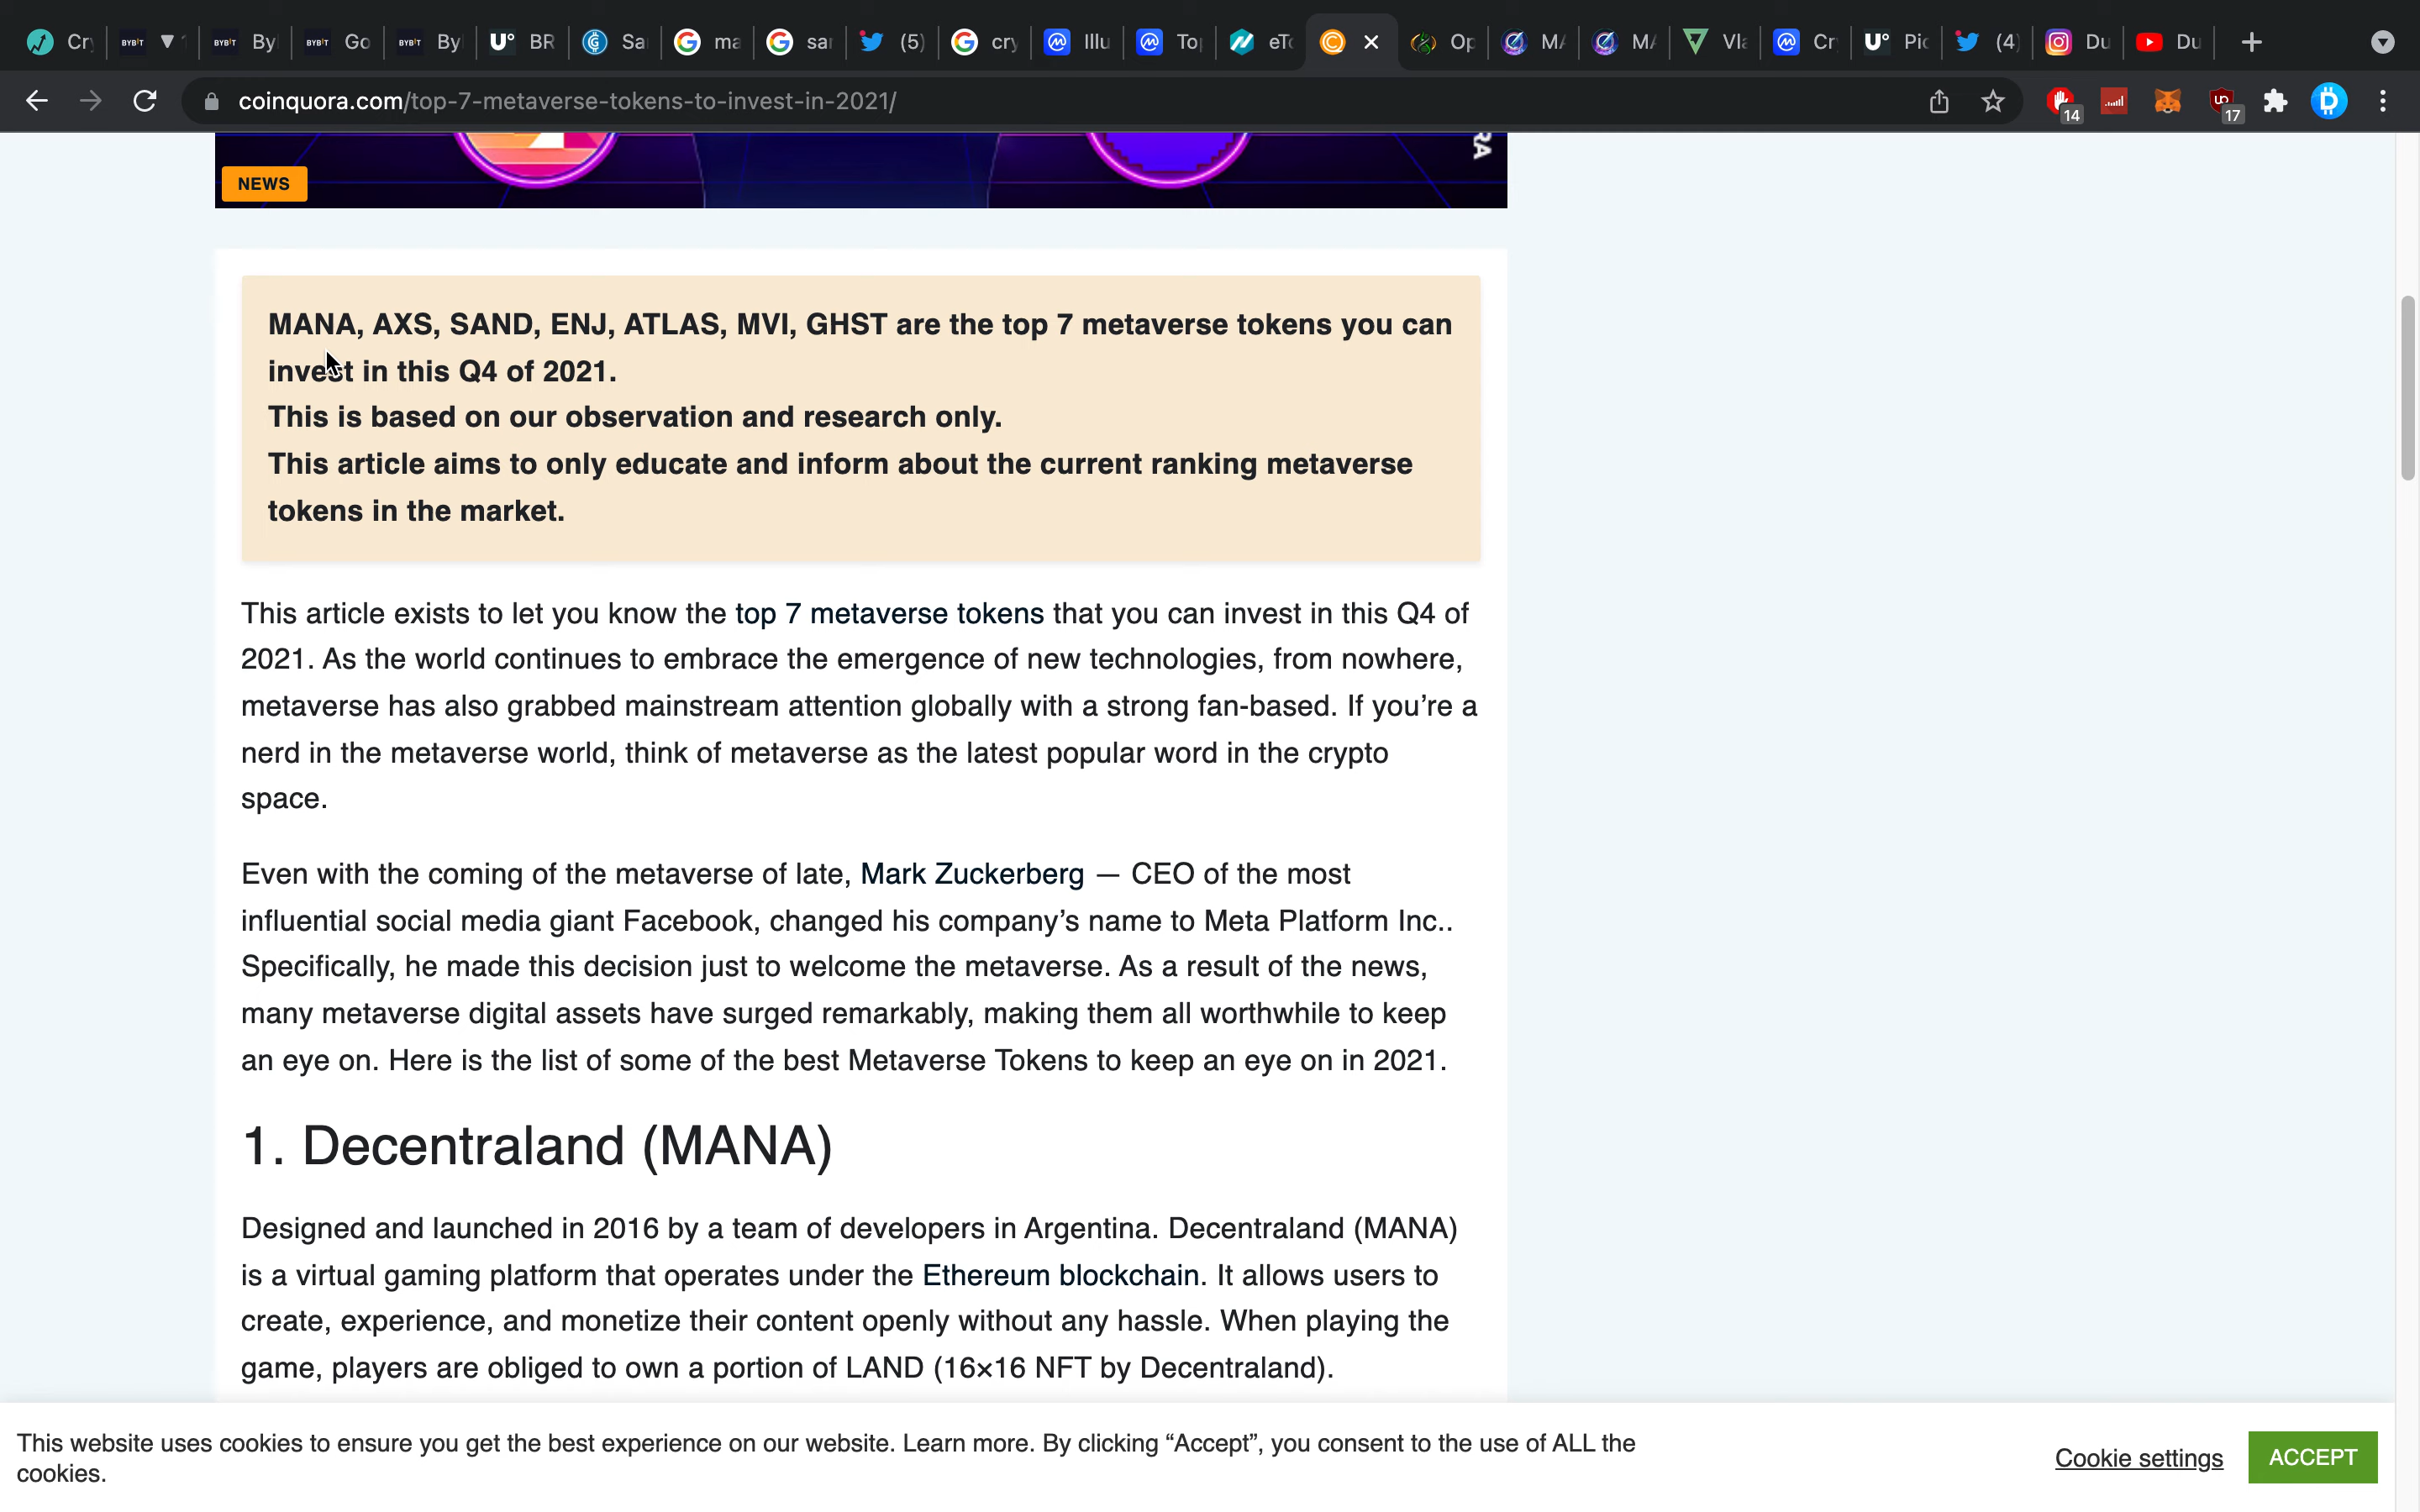 Cr
BYBIT
BYBIT By
BYBIT Go
BYBIT By
U° BR
Sa
ma
sa
(5)
cry
Illu
To
eTo
Op
MA
MA
Vla
Cr
U° Pic
(4)
Du
Du
coinquora.com/top-7-metaverse-tokens-to-invest-in-2021/
14
17
RA
NEWS
MANA, AXS, SAND, ENJ, ATLAS, MVI, GHST are the top 7 metaverse tokens you can
invest in this Q4 of 2021.
This is based on our observation and research only.
This article aims to only educate and inform about the current ranking metaverse
tokens in the market.
This article exists to let you know the top 7 metaverse tokens that you can invest in this Q4 of
2021. As the world continues to embrace the emergence of new technologies, from nowhere,
metaverse has also grabbed mainstream attention globally with a strong fan-based. If you’re a
nerd in the metaverse world, think of metaverse as the latest popular word in the crypto
space.
Even with the coming of the metaverse of late, Mark Zuckerberg — CEO of the most
influential social media giant Facebook, changed his company’s name to Meta Platform Inc..
Specifically, he made this decision just to welcome the metaverse. As a result of the news,
many metaverse digital assets have surged remarkably, making them all worthwhile to keep
an eye on. Here is the list of some of the best Metaverse Tokens to keep an eye on in 2021.
1. Decentraland (MANA)
Designed and launched in 2016 by a team of developers in Argentina. Decentraland (MANA)
is a virtual gaming platform that operates under the Ethereum blockchain. It allows users to
create, experience, and monetize their content openly without any hassle. When playing the
game, players are obliged to own a portion of LAND (16×16 NFT by Decentraland).
This website uses cookies to ensure you get the best experience on our website. Learn more. By clicking “Accept”, you consent to the use of ALL the
cookies.
Cookie settings
ACCEPT